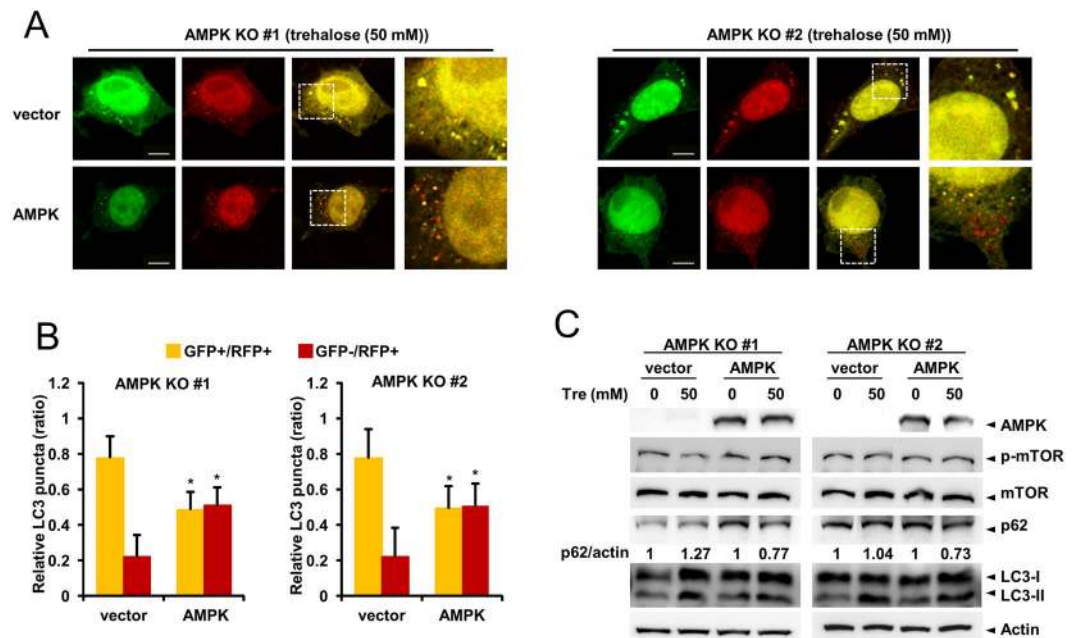 A
AMPK KO #1 (trehalose (50 mM))
AMPK KO #2 (trehalose (50 mM))
vector
AMPK
B
GFP+/RFP+ GFP-/RFP+
AMPK KO #1
Relative LC3 puncta (ratio)
1.2
1
0.8
0.6
0.4
0.2
0
* *
vector AMPK
AMPK KO #2
Relative LC3 puncta (ratio)
1.2
1
0.8
0.6
0.4
0.2
0
* *
vector AMPK
C
AMPK KO #1 AMPK KO #2
vector AMPK vector AMPK
Tre (mM) 0 50 0 50 0 50 0 50
AMPK
p-mTOR
mTOR
p62
p62/actin 1 1.27 1 0.77 1 1.04 1 0.73
LC3-I
LC3-II
Actin